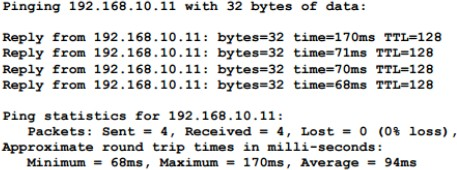 Pinging 192.168.10.11 with 32 bytes of data:
Reply from 192.168.10.11: bytes=32 time=170ms TTL=128
Reply from 192.168.10.11: bytes=32 time=71ms TTL=128
Reply from 192.168.10.11: bytes=32 time=70ms TTL=128
Reply from 192.168.10.11: bytes=32 time=68ms TTL=128
Ping statistics for 192.168.10.11:
Packets: Sent = 4, Received = 4, Lost = 0 (0% loss),
Approximate round trip times in milli-seconds:
Minimum = 68ms, Maximum = 170ms, Average = 94ms